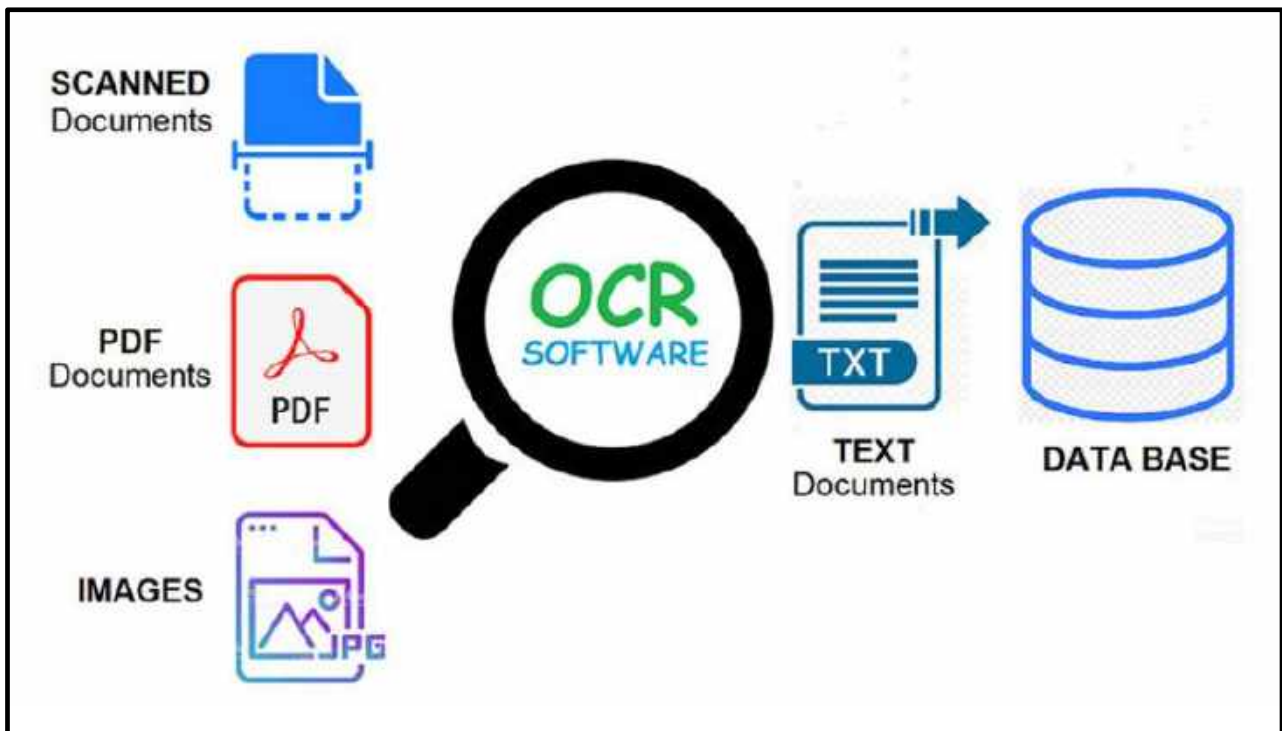 SCANNED
Documents
PDF
Documents
PDF
IMAGES
JPG
OCR
SOFTWARE
TXT
TEXT
Documents
DATA BASE